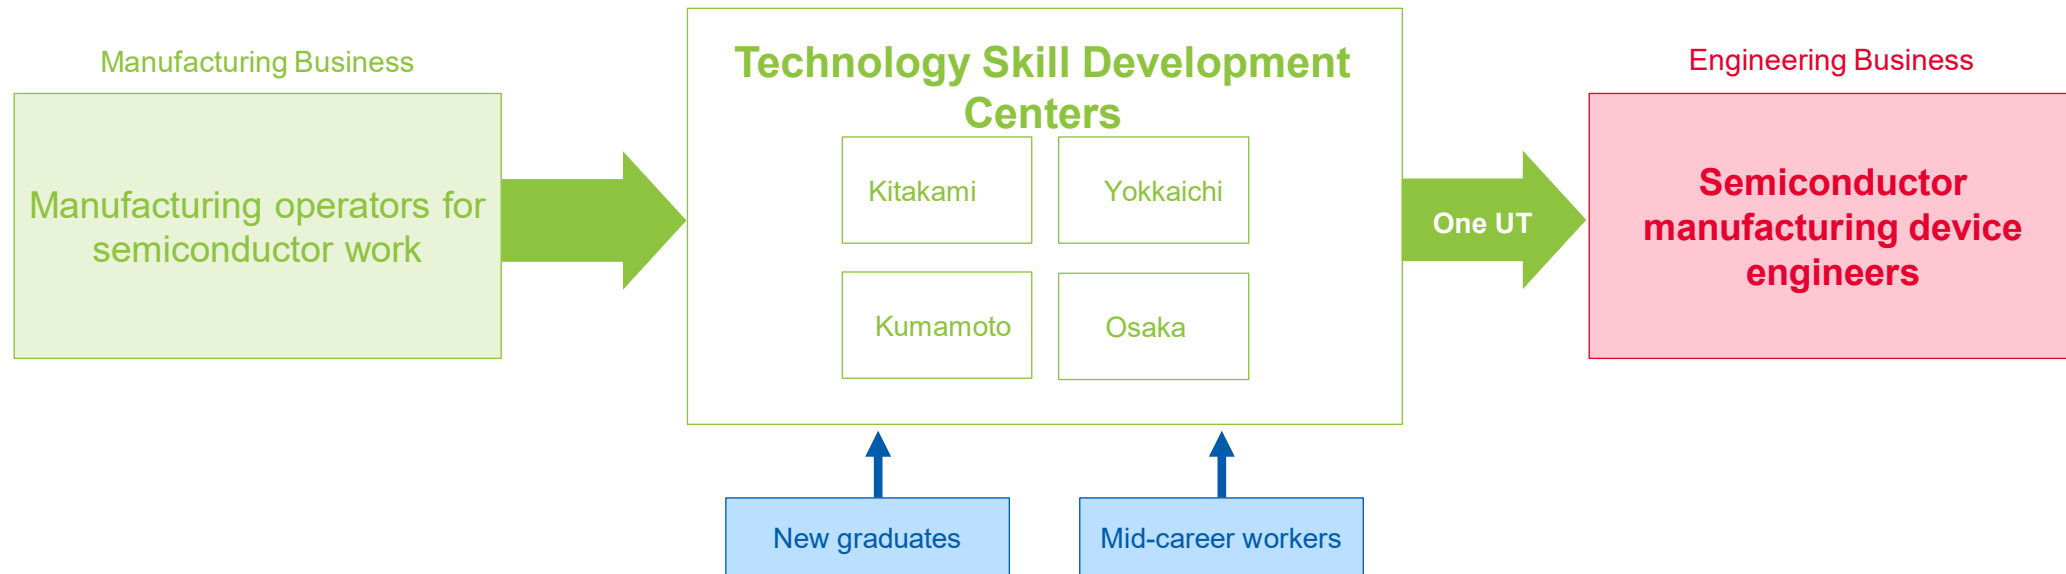 Manufacturing Business
Manufacturing operators for
semiconductor work
Technology Skill Development
Centers
Kitakami
Yokkaichi
Kumamoto
Osaka
New graduates
Mid-career workers
One UT
Engineering Business
Semiconductor
manufacturing device
engineers